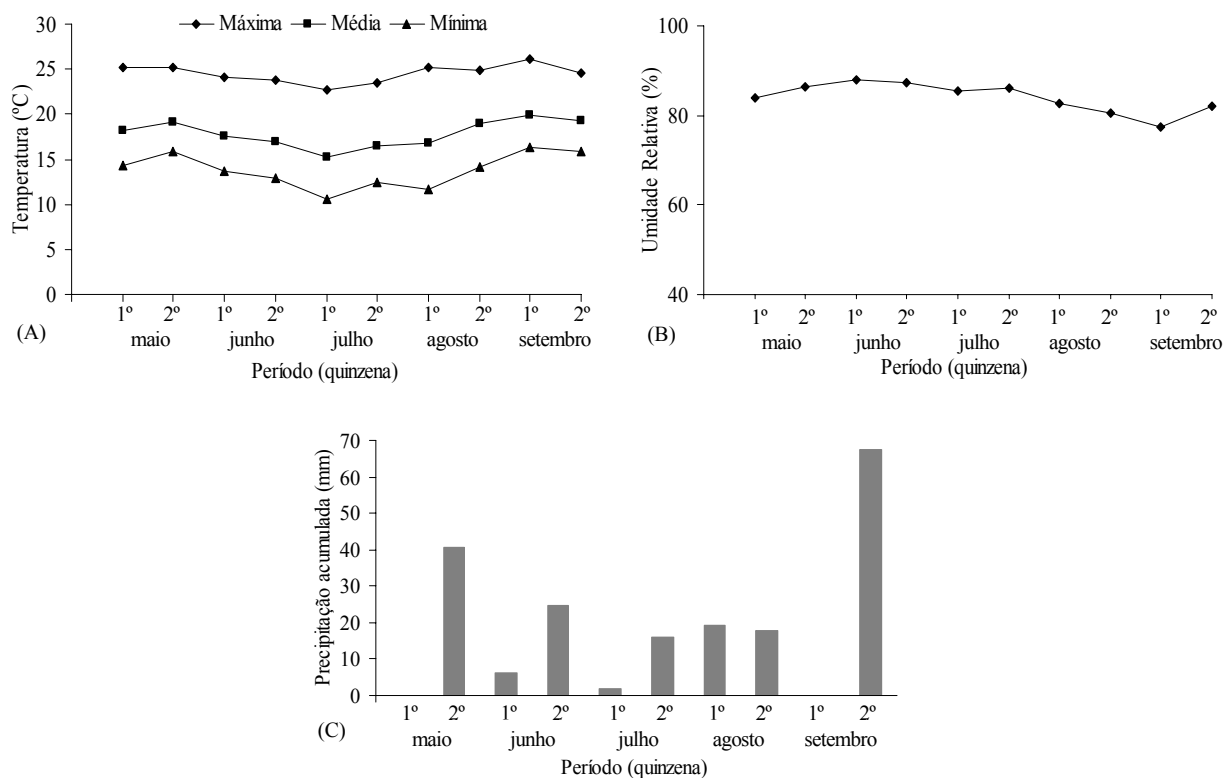 Máxima Média Mínima
Temperatura (ºC)
30
25
20
15
10
5
0
1º 2º 1º 2º 1º 2º 1º 2º 1º 2º
maio junho julho agosto setembro
(A)
Período (quinzena)
Umidade Relativa (%)
100
80
60
40
1º 2º 1º 2º 1º 2º 1º 2º 1º 2º
maio junho julho agosto setembro
(B)
Período (quinzena)
Precipitação acumulada (mm)
70
60
50
40
30
20
10
0
1º 2º 1º 2º 1º 2º 1º 2º 1º 2º
maio junho julho agosto setembro
(C)
Período (quinzena)